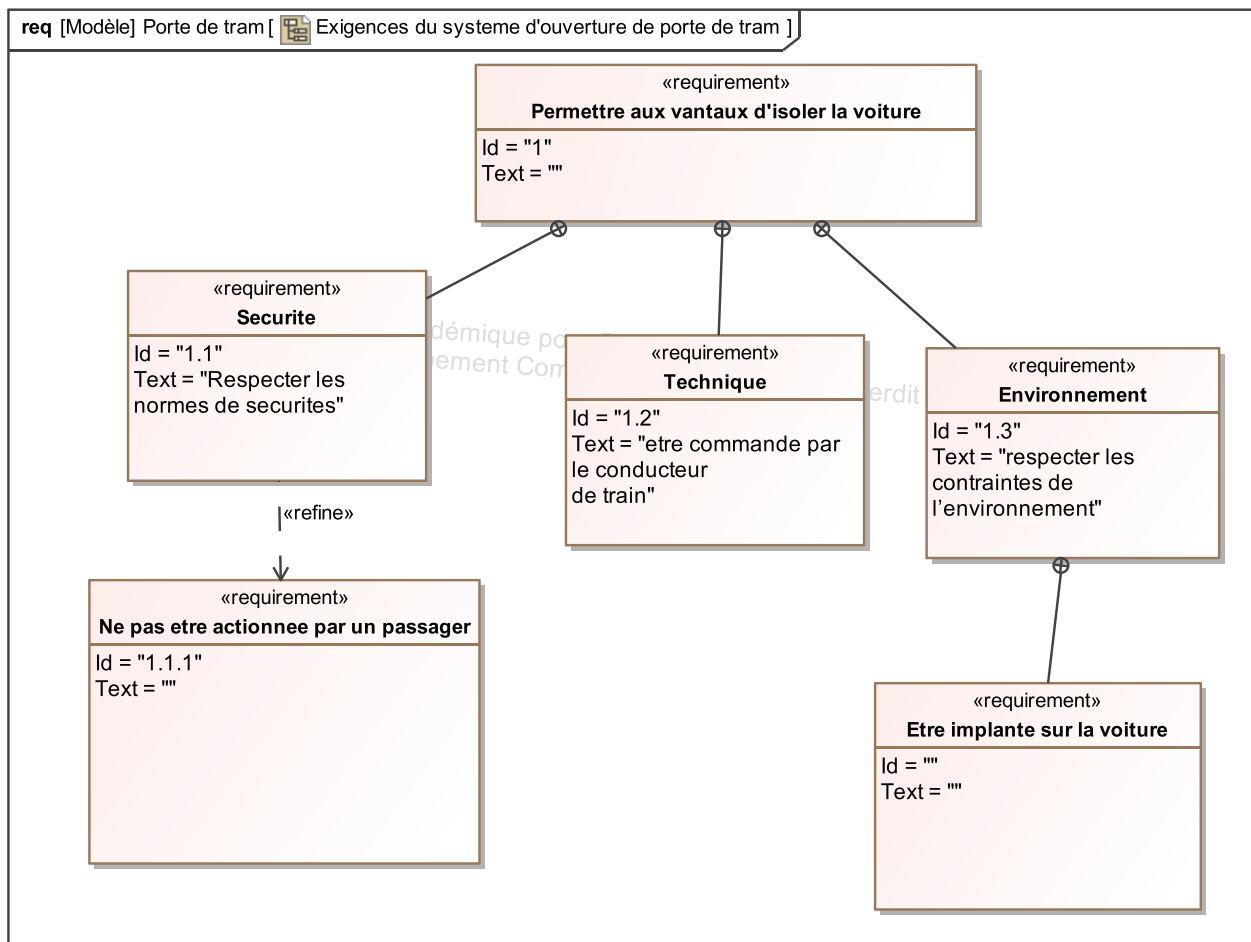 req [Modèle] Porte de tram [ Exigences du systeme d'ouverture de porte de tram ]
«requirement»
Permettre aux vantaux d'isoler la voiture
Id = "1"
Text = ""
«requirement»
Securite
Id = "1.1"
Text = "Respecter les
normes de securites"
«requirement»
Technique
Id = "1.2"
Text = "etre commande par
le conducteur
de train"
«requirement»
Environnement
Id = "1.3"
Text = "respecter les
contraintes de
l’environnement"
«refine»
«requirement»
Ne pas etre actionnee par un passager
Id = "1.1.1"
Text = ""
«requirement»
Etre implante sur la voiture
Id = ""
Text = ""